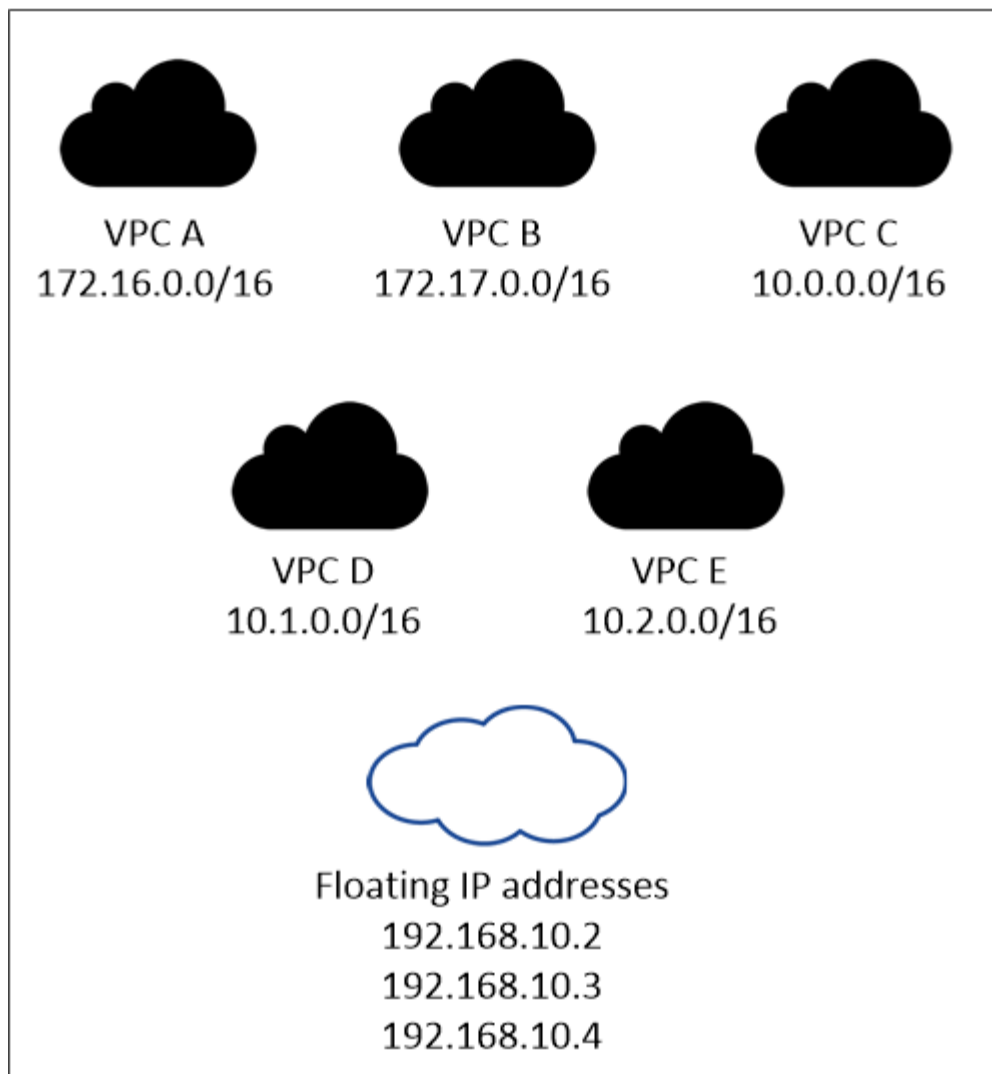 VPC A
172.16.0.0/16
VPC B
172.17.0.0/16
VPC C
10.0.0.0/16
VPC D
10.1.0.0/16
VPC E
10.2.0.0/16
Floating IP addresses
192.168.10.2
192.168.10.3
192.168.10.4